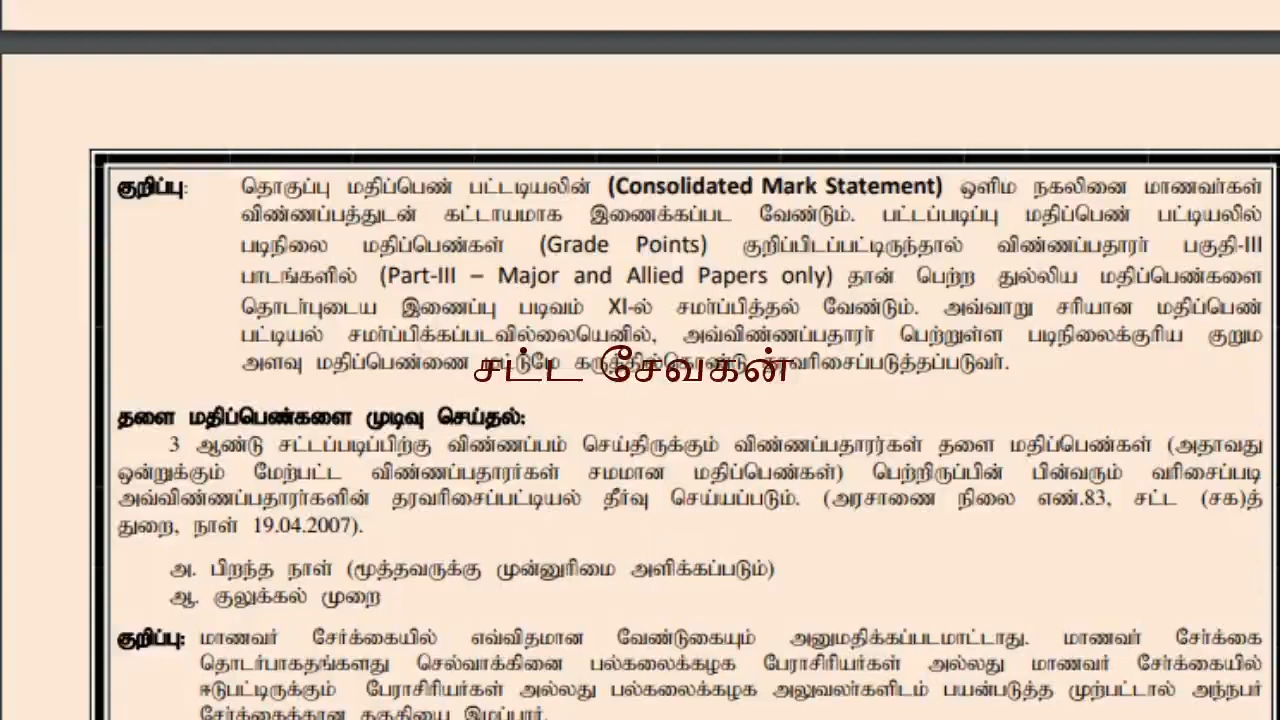 குறிப்பு: தொகுப்பு மதிப்பெண் பட்டடியலின் (Consolidated Mark Statement) ஒளிம நகலினை மாணவர்கள்
விண்ணப்பத்துடன் கட்டாயமாக இணைக்கப்பட வேண்டும். பட்டப்படிப்பு மதிப்பெண் பட்டியலில்
படிநிலை மதிப்பெண்கள் (Grade Points) குறிப்பிடப்பட்டிருந்தால் விண்ணப்பதாரர் பகுதி-III
பாடங்களில் (Part-III – Major and Allied Papers only) தான் பெற்ற துல்லிய மதிப்பெண்களை
தொடர்புடைய இணைப்பு படிவம் XI-ல் சமர்ப்பித்தல் வேண்டும். அவ்வாறு சரியான மதிப்பெண்
பட்டியல் சமர்ப்பிக்கப்படவில்லையெனில், அவ்விண்ணப்பதாரர் பெற்றுள்ள படிநிலைக்குரிய குறும
அளவு மதிப்பெண்ணை மட்டுமே கருத்தில்கொண்டு தரவரிசைப்படுத்தப்படுவர்.
சட்ட சேவகன்
தளை மதிப்பெண்களை முடிவு செய்தல்:
3 ஆண்டு சட்டப்படிப்பிற்கு விண்ணப்பம் செய்திருக்கும் விண்ணப்பதாரர்கள் தளை மதிப்பெண்கள் (அதாவது
ஒன்றுக்கும் மேற்பட்ட விண்ணப்பதாரர்கள் சமமான மதிப்பெண்கள்) பெற்றிருப்பின் பின்வரும் வரிசைப்படி
அவ்விண்ணப்பதாரர்களின் தரவரிசைப்பட்டியல் தீர்வு செய்யப்படும். (அரசாணை நிலை எண்.83, சட்ட (சக)த்
துறை, நாள் 19.04.2007).
அ. பிறந்த நாள் (மூத்தவருக்கு முன்னுரிமை அளிக்கப்படும்)
ஆ. குலுக்கல் முறை
குறிப்பு: மாணவர் சேர்க்கையில் எவ்விதமான வேண்டுகையும் அனுமதிக்கப்படமாட்டாது. மாணவர் சேர்க்கை
தொடர்பாகதங்களது செல்வாக்கினை பல்கலைக்கழக பேராசிரியர்கள் அல்லது மாணவர் சேர்க்கையில்
ஈடுபட்டிருக்கும் பேராசிரியர்கள் அல்லது பல்கலைக்கழக அலுவலர்களிடம் பயன்படுத்த முற்பட்டால் அந்நபர்
சேர்க்கைக்கான தகுதியை இழப்பார்.